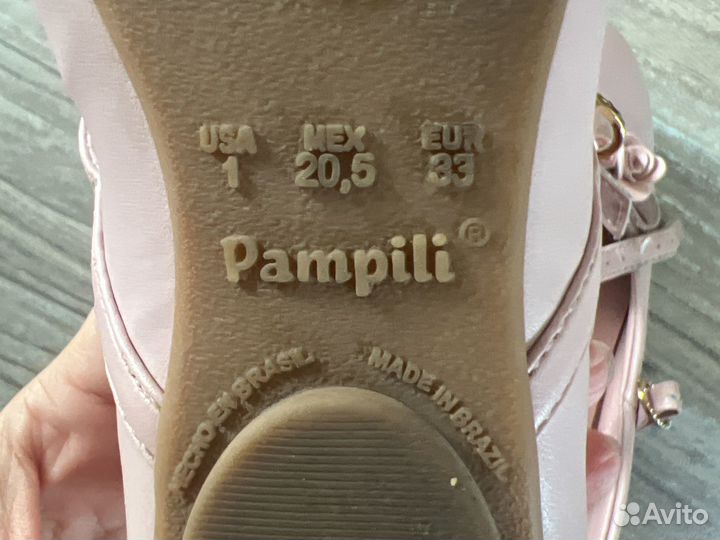 USA MEX EUR
1 20,5 33
Pampili®
HECHO EN BRASIL MADE IN BRAZIL
Avito